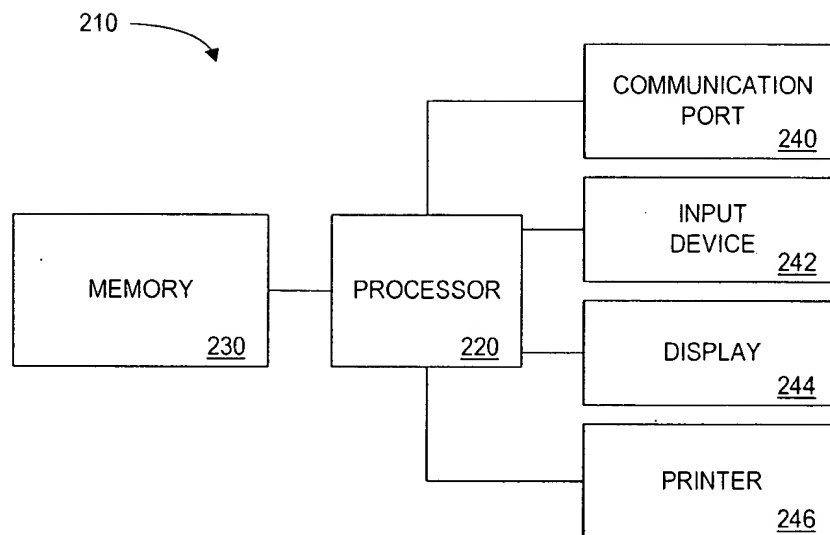 210
COMMUNICATION
PORT
240
INPUT
DEVICE
242
MEMORY
230
PROCESSOR
220
DISPLAY
244
PRINTER
246